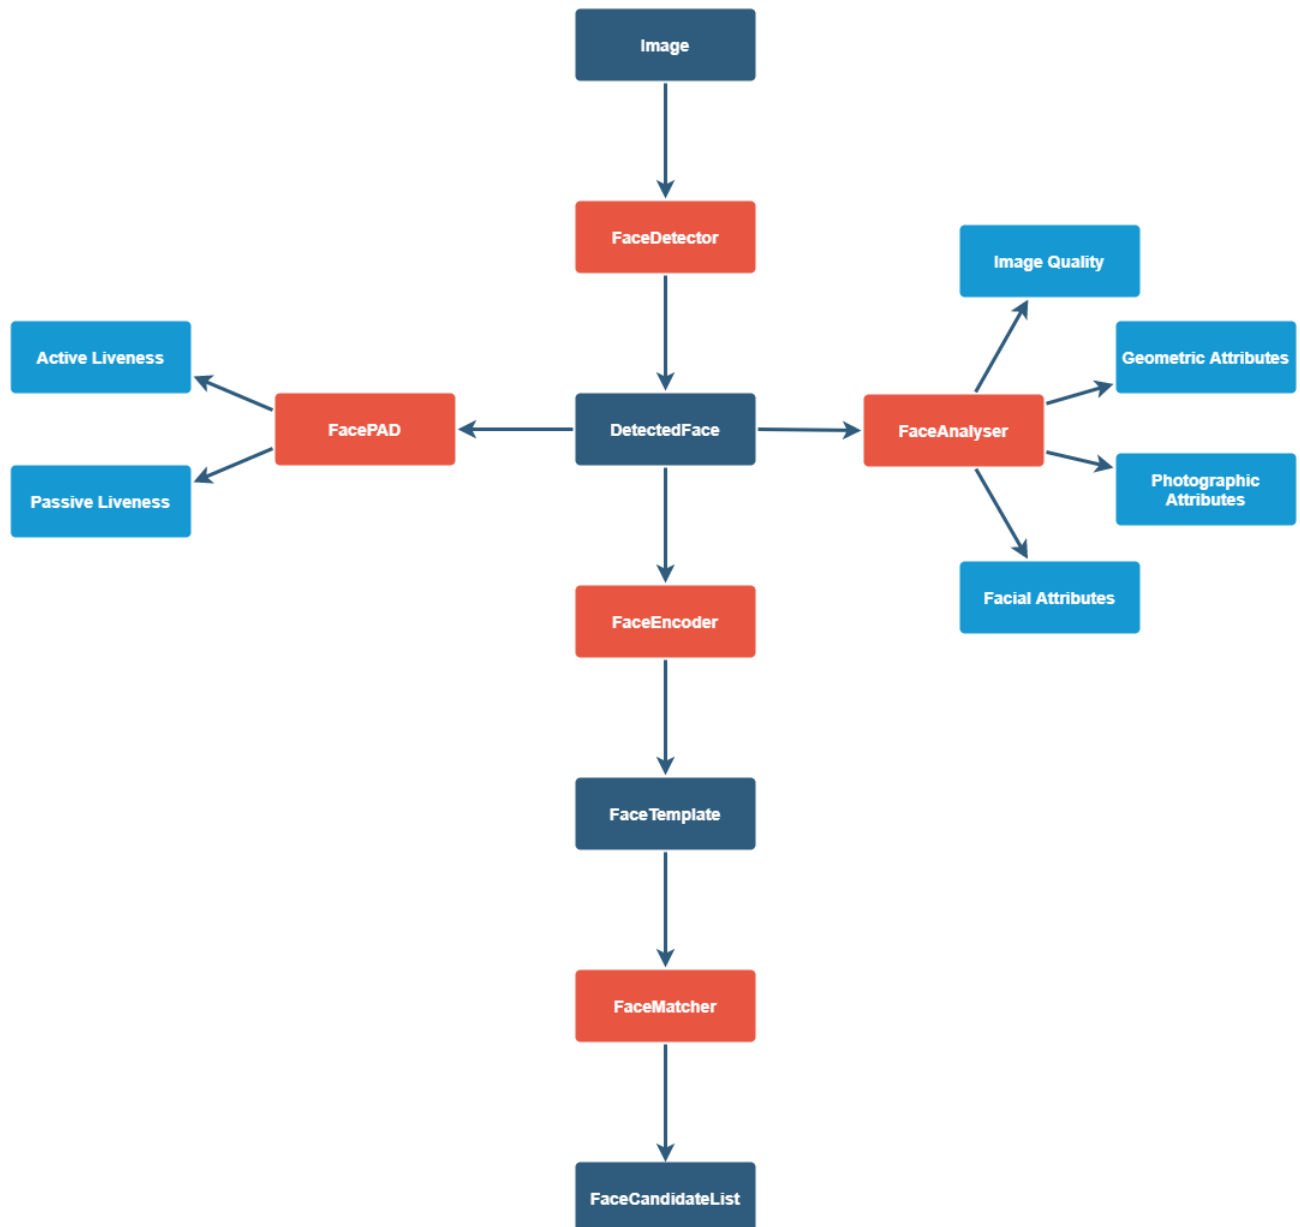 Image
FaceDetector
Image Quality
Active Liveness
Geometric Attributes
FacePAD
DetectedFace
FaceAnalyser
Passive Liveness
Photographic
Attributes
Facial Attributes
FaceEncoder
FaceTemplate
FaceMatcher
FaceCandidateList